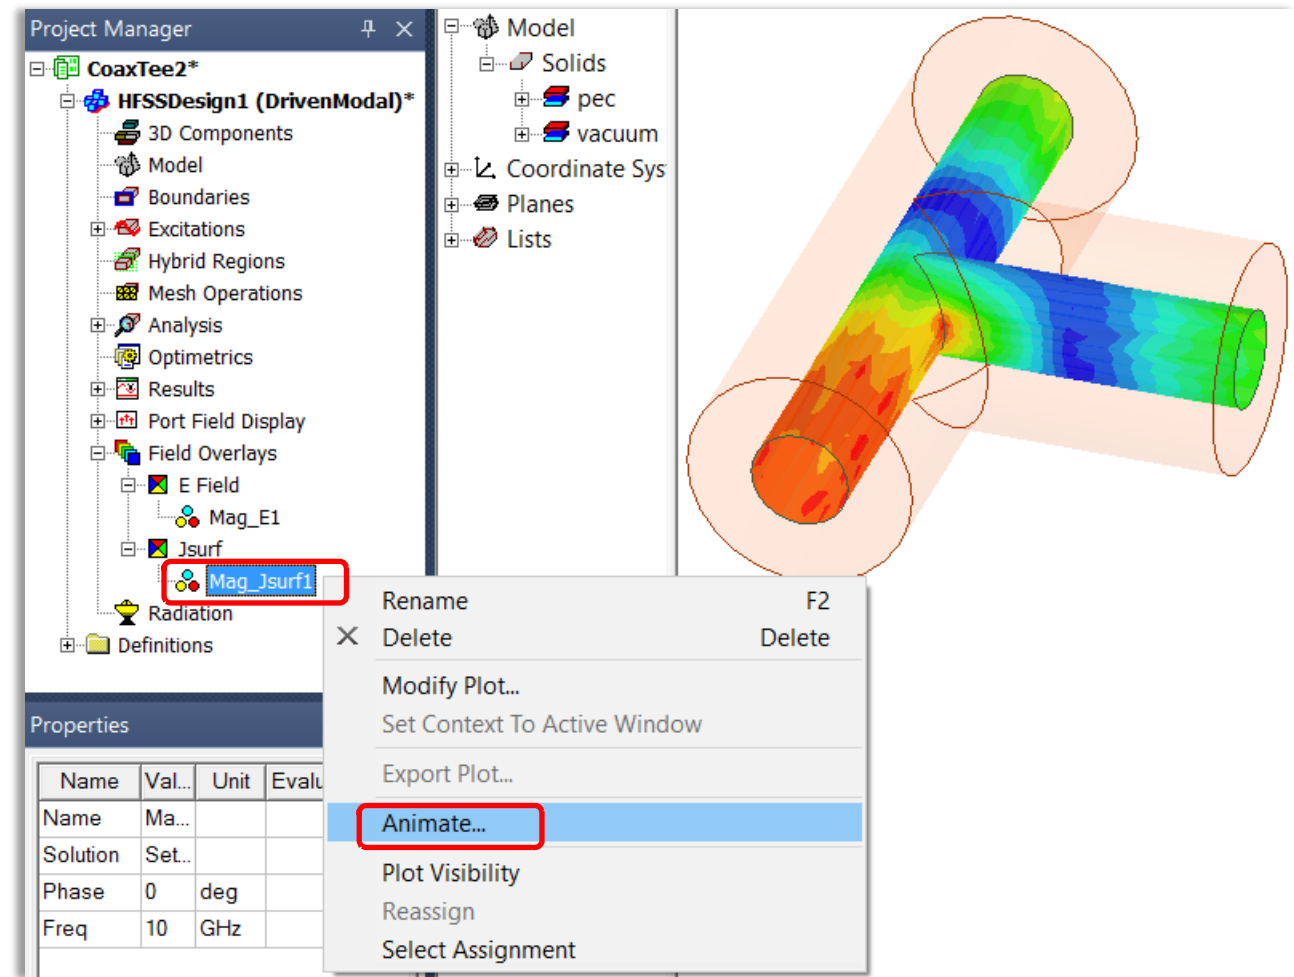 Project Manager
CoaxTee2*
HFSSDesign1 (DrivenModal)*
3D Components
Model
Boundaries
Excitations
Hybrid Regions
Mesh Operations
Analysis
Optimetrics
Results
Port Field Display
Field Overlays
E Field
Mag_E1
Jsurf
Mag_Jsurf1
Radiation
Definitions
Model
Solids
pec
vacuum
Coordinate Sys
Planes
Lists
Rename F2
Delete Delete
Modify Plot...
Set Context To Active Window
Export Plot...
Animate...
Plot Visibility
Reassign
Select Assignment
Properties
Name Val... Unit Evalu
Name Ma...
Solution Set...
Phase 0 deg
Freq 10 GHz